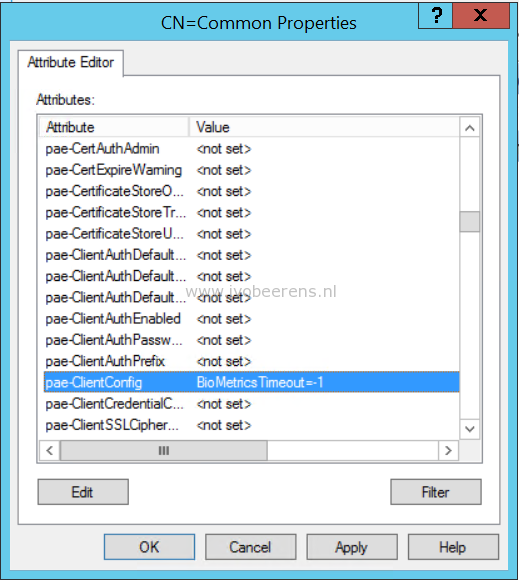 CN=Common Properties
?
X
Attribute Editor
Attributes:
Attribute Value
pae-CertAuthAdmin <not set>
pae-CertExpireWarning <not set>
pae-CertificateStoreO... <not set>
pae-CertificateStoreTr... <not set>
pae-CertificateStoreU... <not set>
pae-ClientAuthDefault... <not set>
pae-ClientAuthDefault... <not set>
pae-ClientAuthDefault... <not set>
www.ivobeerens.nl
pae-ClientAuthEnabled <not set>
pae-ClientAuthPassw... <not set>
pae-ClientAuthPrefix <not set>
pae-ClientConfig BioMetricsTimeout=-1
pae-ClientCredentialC... <not set>
pae-ClientSSLCipher... <not set>
Edit Filter
OK Cancel Apply Help